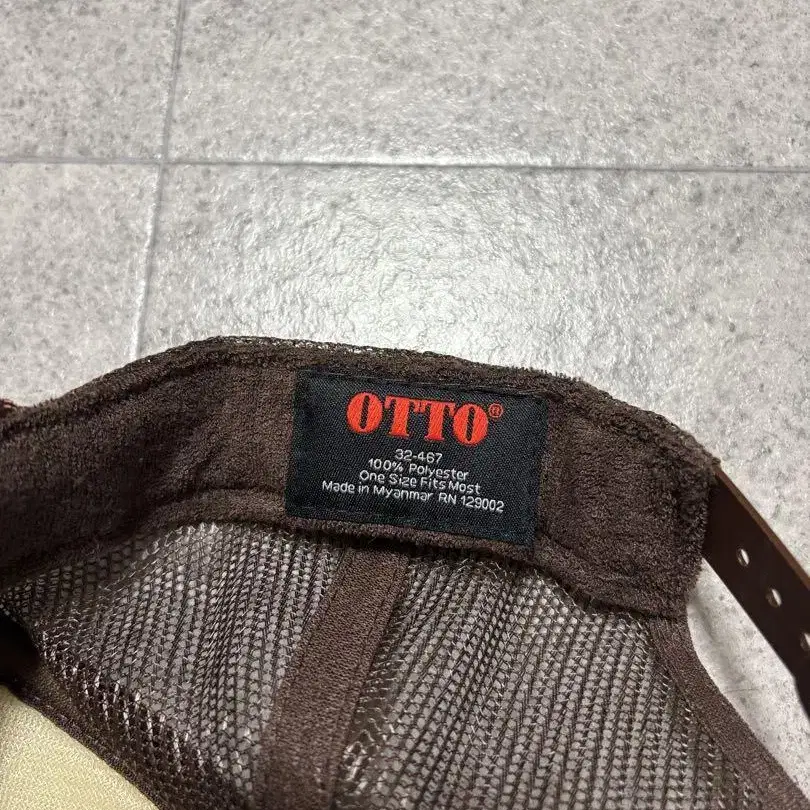 OTTO®
32-467
100% Polyester
One Size Fits Most
Made in Myanmar RN 129002